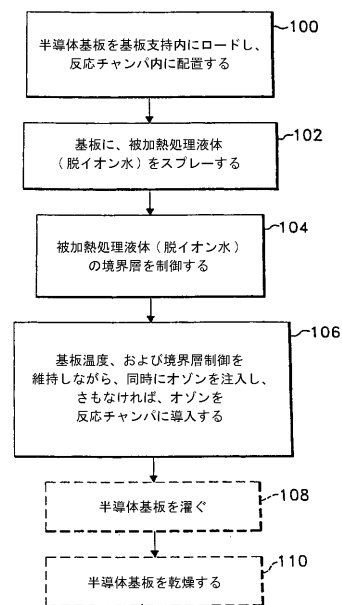 100
半導体基板を基板支持内にロードし、
反応チャンバ内に配置する
102
基板に、被加熱処理液体
（脱イオン水）をスプレーする
104
被加熱処理液体（脱イオン水）
の境界層を制御する
106
基板温度、および境界層制御を
維持しながら、同時にオゾンを注入し、
さもなければ、オゾンを
反応チャンバに導入する
108
半導体基板を濯ぐ
110
半導体基板を乾燥する